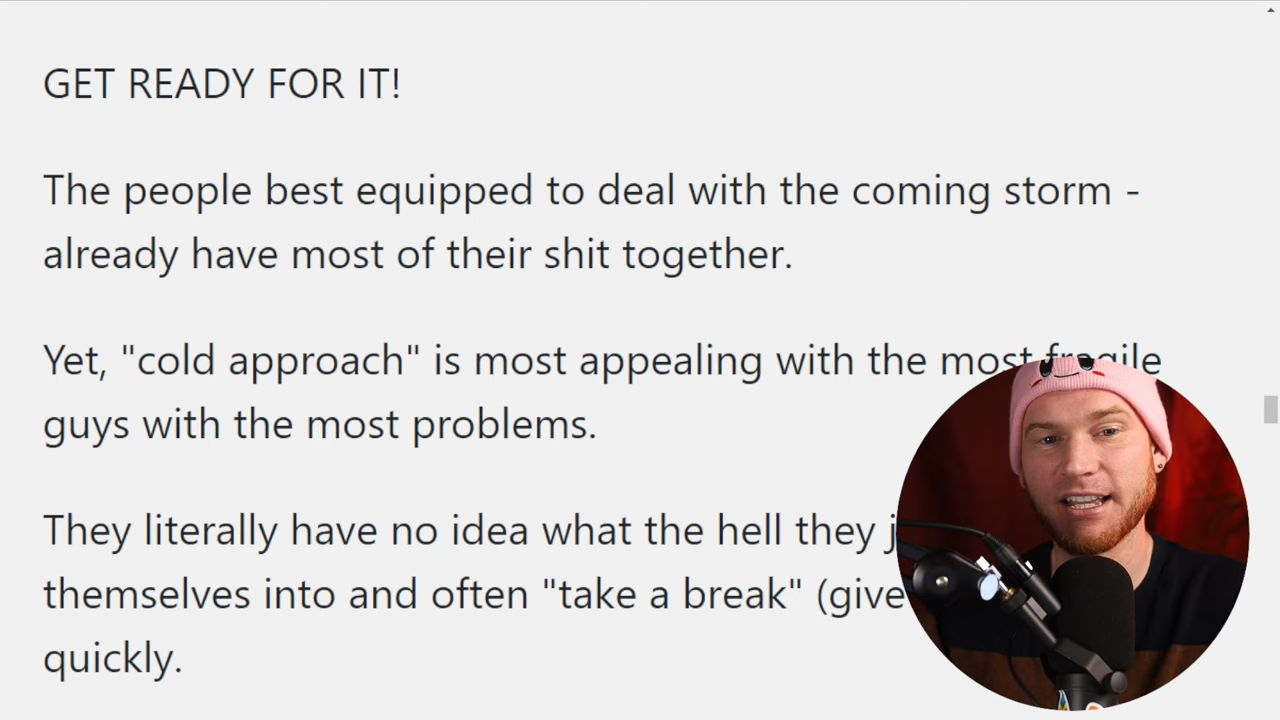 GET READY FOR IT!
The people best equipped to deal with the coming storm -
already have most of their shit together.
Yet, "cold approach" is most appealing with the most fragile
guys with the most problems.
They literally have no idea what the hell they
themselves into and often "take a break" (give
quickly.